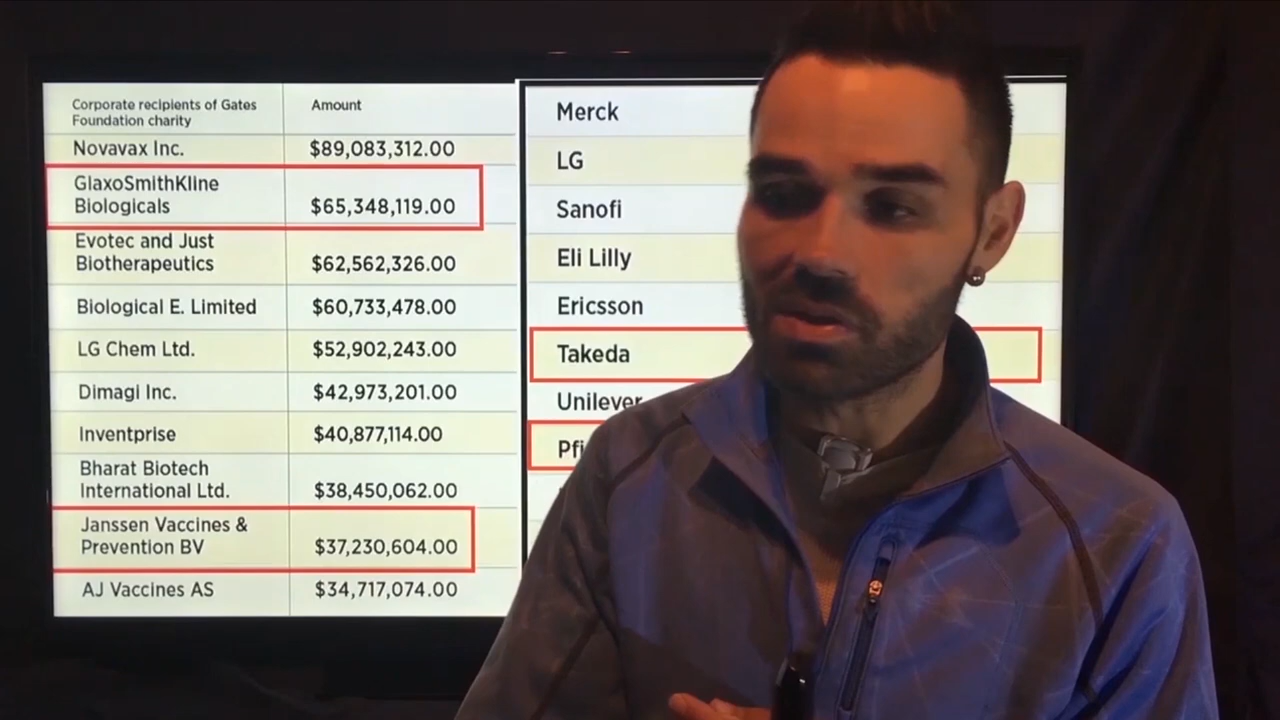 Corporate recipients of Gates
Foundation charity
Amount
Novavax Inc.
$89,083,312.00
GlaxoSmithKline
Biologicals
$65,348,119.00
Evotec and Just
Biotherapeutics
$62,562,326.00
Biological E. Limited
$60,733,478.00
LG Chem Ltd.
$52,902,243.00
Dimagi Inc.
$42,973,201.00
Inventprise
$40,877,114.00
Bharat Biotech
International Ltd.
$38,450,062.00
Janssen Vaccines &
Prevention BV
$37,230,604.00
AJ Vaccines AS
$34,717,074.00
Merck
LG
Sanofi
Eli Lilly
Ericsson
Takeda
Unilever
Pfi